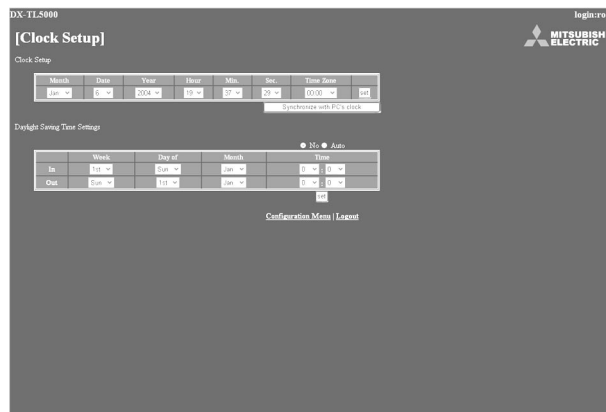 DX-TL5000 login:ro
[Clock Setup]
MITSUBISH
ELECTRIC
Clock Setup
Month Date Year Hour Min. Sec. Time Zone
Jan 6 2004 19 37 29 00:00 set
Synchronize with PC's clock
Daylight Saving Time Settings
No Auto
Week Day of Month Time
In 1st Sun Jan 0 : 0
Out Sun 1st Jan 0 : 0
set
Configuration Menu | Logout